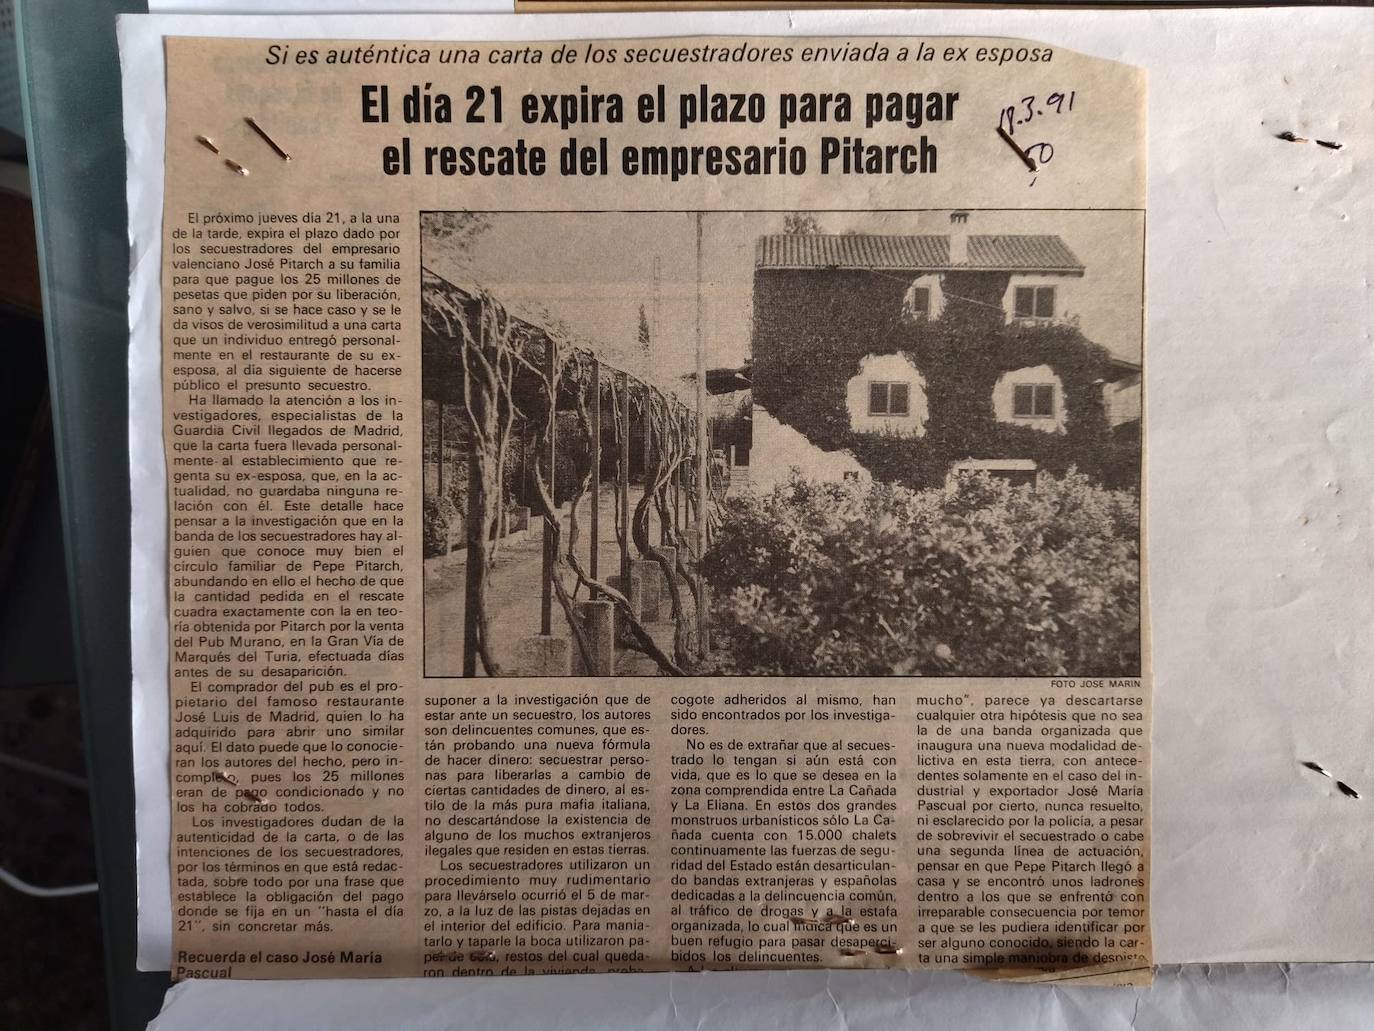 Si es auténtica una carta de los secuestradores enviada a la ex esposa
El día 21 expira el plazo para pagar
el rescate del empresario Pitarch
18.3.91
50
El próximo jueves día 21, a la una
de la tarde, expira el plazo dado por
los secuestradores del empresario
valenciano José Pitarch a su familia
para que pague los 25 millones de
pesetas que piden por su liberación,
sano y salvo, si se hace caso y se le
da visos de verosimilitud a una carta
que un individuo entregó personal-
mente en el restaurante de su ex-
esposa, al día siguiente de hacerse
público el presunto secuestro.
Ha llamado la atención a los in-
vestigadores, especialistas de la
Guardia Civil llegados de Madrid,
que la carta fuera llevada personal-
mente al establecimiento que re-
genta su ex-esposa, que, en la ac-
tualidad, no guardaba ninguna re-
lación con él. Este detalle hace
pensar a la investigación que en la
banda de los secuestradores hay al-
guien que conoce muy bien el
círculo familiar de Pepe Pitarch,
abundando en ello el hecho de que
la cantidad pedida en el rescate
cuadra exactamente con la en teo-
ría obtenida por Pitarch por la venta
del Pub Murano, en la Gran Vía de
Marqués del Turia, efectuada días
antes de su desaparición.
El comprador del pub es el pro-
pietario del famoso restaurante
José Luis de Madrid, quien lo ha
adquirido para abrir uno similar
aquí. El dato puede que lo conocie-
ran los autores del hecho, pero in-
completo, pues los 25 millones
eran de pago condicionado y no
los ha cobrado todos.
Los investigadores dudan de la
autenticidad de la carta, o de las
intenciones de los secuestradores,
por los términos en que está redac-
tada, sobre todo por una frase que
establece la obligación del pago
donde se fija en un "hasta el día
21", sin concretar más.
Recuerda el caso José María
Pascual
FOTO JOSE MARIN
suponer a la investigación que de
estar ante un secuestro, los autores
son delincuentes comunes, que es-
tán probando una nueva fórmula
de hacer dinero: secuestrar perso-
nas para liberarlas a cambio de
ciertas cantidades de dinero, al es-
tilo de la más pura mafia italiana,
no descartándose la existencia de
alguno de los muchos extranjeros
ilegales que residen en estas tierras.
Los secuestradores utilizaron un
procedimiento muy rudimentario
para llevárselo ocurrió el 5 de mar-
zo, a la luz de las pistas dejadas en
el interior del edificio. Para mania-
tarlo y taparle la boca utilizaron pa-
pel de celo, restos del cual queda-
ron dentro de la vivienda,
cogote adheridos al mismo, han
sido encontrados por los investiga-
dores.
No es de extrañar que al secues-
trado lo tengan si aún está con
vida, que es lo que se desea en la
zona comprendida entre La Cañada
y La Eliana. En estos dos grandes
monstruos urbanísticos sólo La Ca-
ñada cuenta con 15.000 chalets
continuamente las fuerzas de segu-
ridad del Estado están desarticulan-
do bandas extranjeras y españolas
dedicadas a la delincuencia común,
al tráfico de drogas y a la estafa
organizada, lo cual indica que es un
buen refugio para pasar desaperci-
bidos los delincuentes.
mucho", parece ya descartarse
cualquier otra hipótesis que no sea
la de una banda organizada que
inaugura una nueva modalidad de-
lictiva en esta tierra, con antece-
dentes solamente en el caso del in-
dustrial y exportador José María
Pascual por cierto, nunca resuelto,
ni esclarecido por la policía, a pesar
de sobrevivir el secuestrado o cabe
una segunda línea de actuación,
pensar en que Pepe Pitarch llegó a
casa y se encontró unos ladrones
dentro a los que se enfrentó con
irreparable consecuencia por temor
a que se les pudiera identificar por
ser alguno conocido, siendo la car-
ta una simple maniobra de despiste